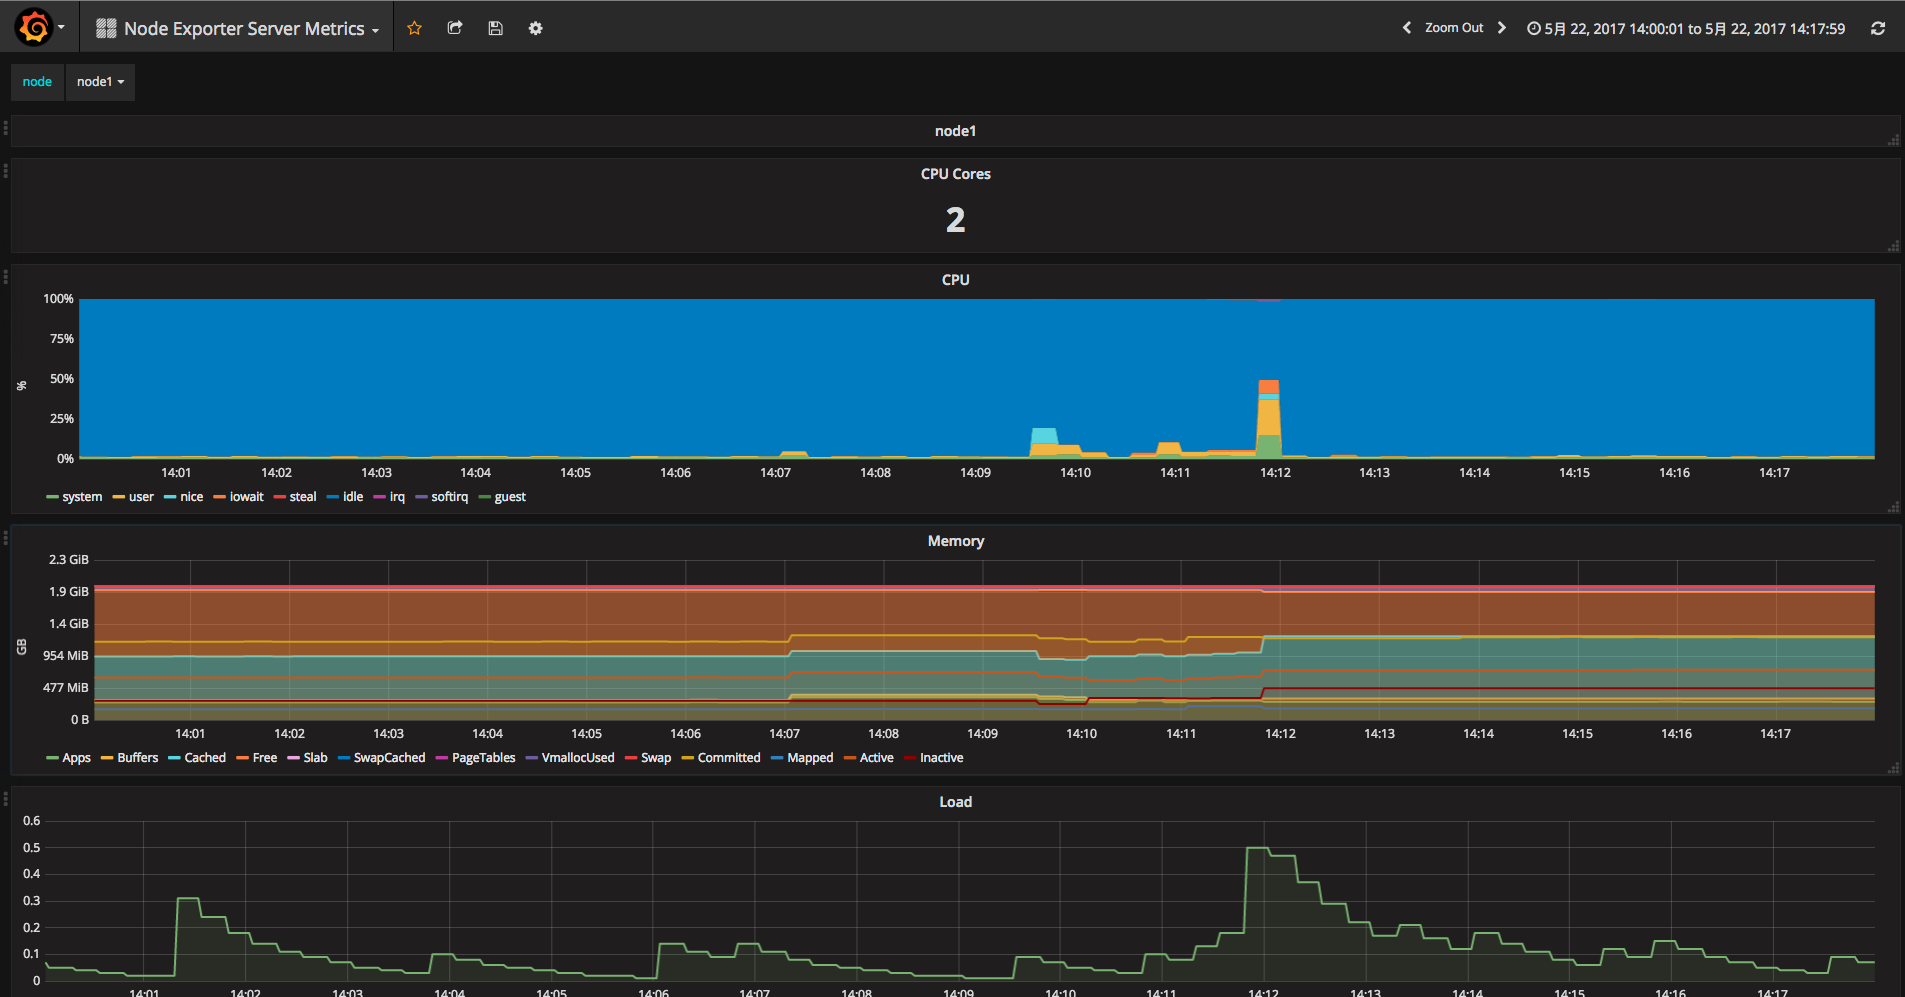 Node Exporter Server Metrics
Zoom Out
5月 22, 2017 14:00:01 to 5月 22, 2017 14:17:59
node node1
node1
CPU Cores
2
CPU
100%
75%
50%
25%
0%
%
14:01 14:02 14:03 14:04 14:05 14:06 14:07 14:08 14:09 14:10 14:11 14:12 14:13 14:14 14:15 14:16 14:17
system user nice iowait steal idle irq softirq guest
Memory
2.3 GiB
1.9 GiB
1.4 GiB
954 MiB
477 MiB
0 B
GB
14:01 14:02 14:03 14:04 14:05 14:06 14:07 14:08 14:09 14:10 14:11 14:12 14:13 14:14 14:15 14:16 14:17
Apps Buffers Cached Free Slab SwapCached PageTables VmallocUsed Swap Committed Mapped Active Inactive
Load
0.6
0.5
0.4
0.3
0.2
0.1
0
14:01 14:02 14:03 14:04 14:05 14:06 14:07 14:08 14:09 14:10 14:11 14:12 14:13 14:14 14:15 14:16 14:17